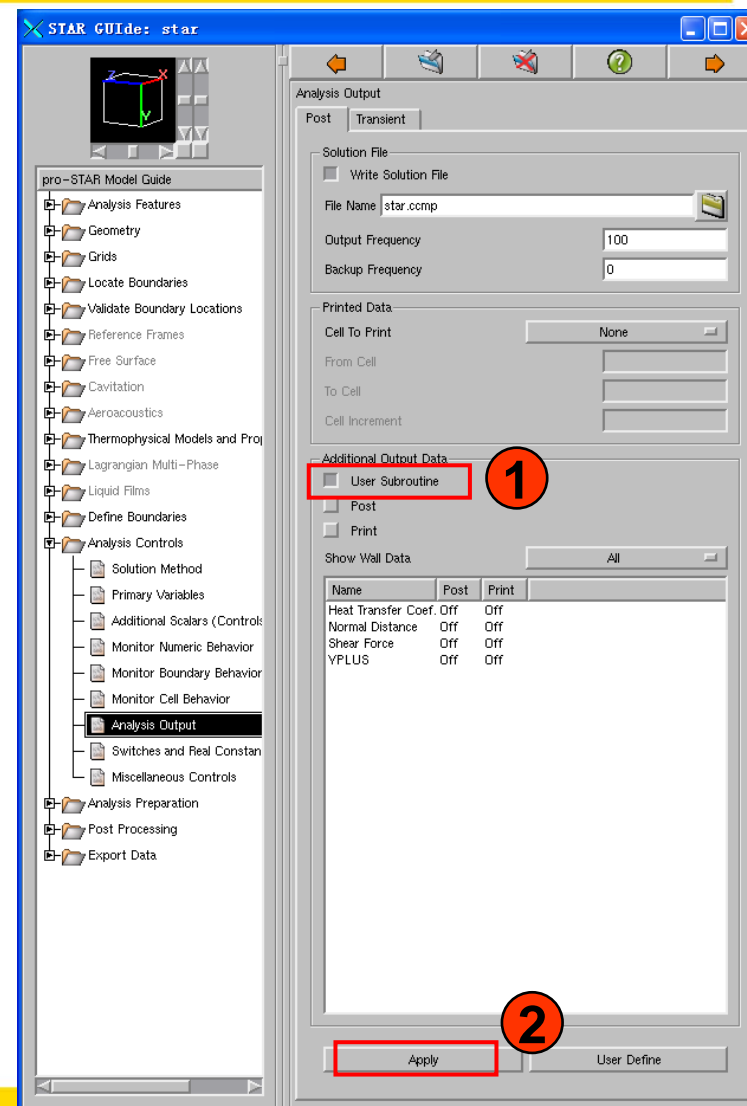 STAR GUIde: star
z
X
Y
pro-STAR Model Guide
Analysis Features
Geometry
Grids
Locate Boundaries
Validate Boundary Locations
Reference Frames
Free Surface
Cavitation
Aeroacoustics
Thermophysical Models and Prop
Lagrangian Multi-Phase
Liquid Films
Define Boundaries
Analysis Controls
Solution Method
Primary Variables
Additional Scalars (Controls
Monitor Numeric Behavior
Monitor Boundary Behavior
Monitor Cell Behavior
Analysis Output
Switches and Real Constan
Miscellaneous Controls
Analysis Preparation
Post Processing
Export Data
Analysis Output
Post Transient
Solution File
Write Solution File
File Name star.ccmp
Output Frequency 100
Backup Frequency 0
Printed Data
Cell To Print None
From Cell
To Cell
Cell Increment
Additional Output Data
User Subroutine
1
Post
Print
Show Wall Data All
Name Post Print
Heat Transfer Coef. Off Off
Normal Distance Off Off
Shear Force Off Off
YPLUS Off Off
2
Apply User Define